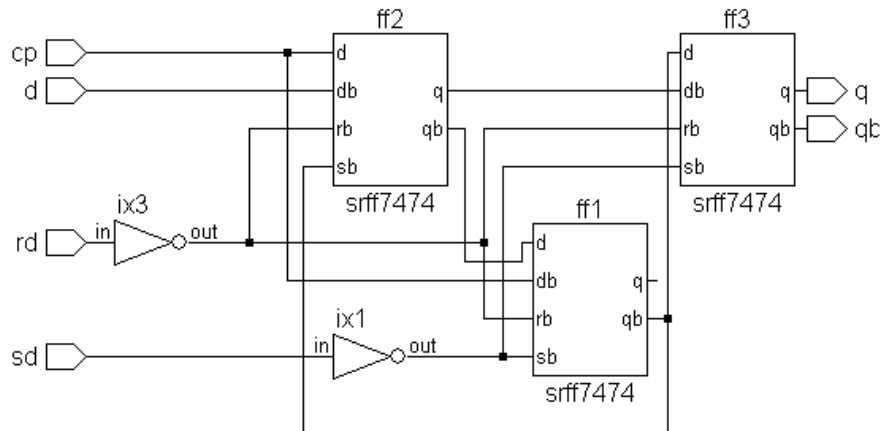 ff2
ff3
cp
d
d
d
db
q
db
q
q
rb
qb
rb
qb
qb
sb
sb
srff7474
srff7474
ix3
ff1
rd
in
out
d
db
q
ix1
rb
qb
sd
in
out
sb
srff7474